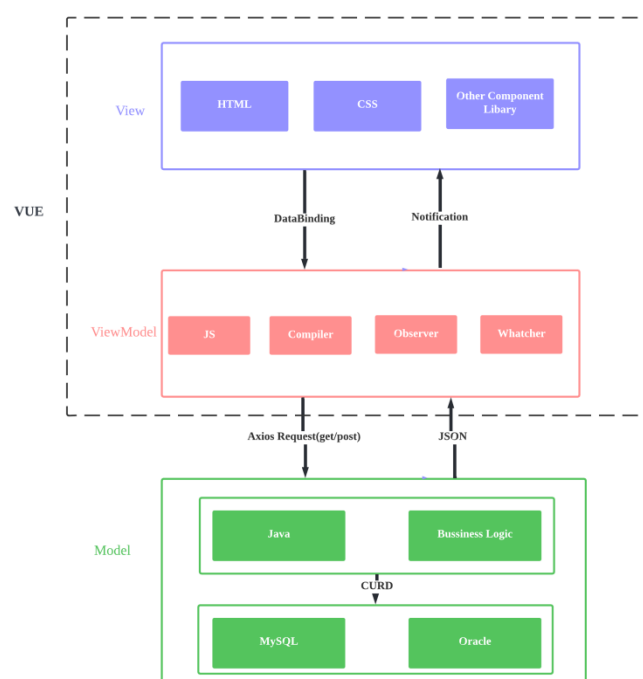 HTML
CSS
Other Component
Libary
View
VUE
DataBinding
Notification
ViewModel
JS
Compiler
Observer
Whatcher
Axios Request(get/post)
JSON
Java
Bussiness Logic
Model
CURD
MySQL
Oracle